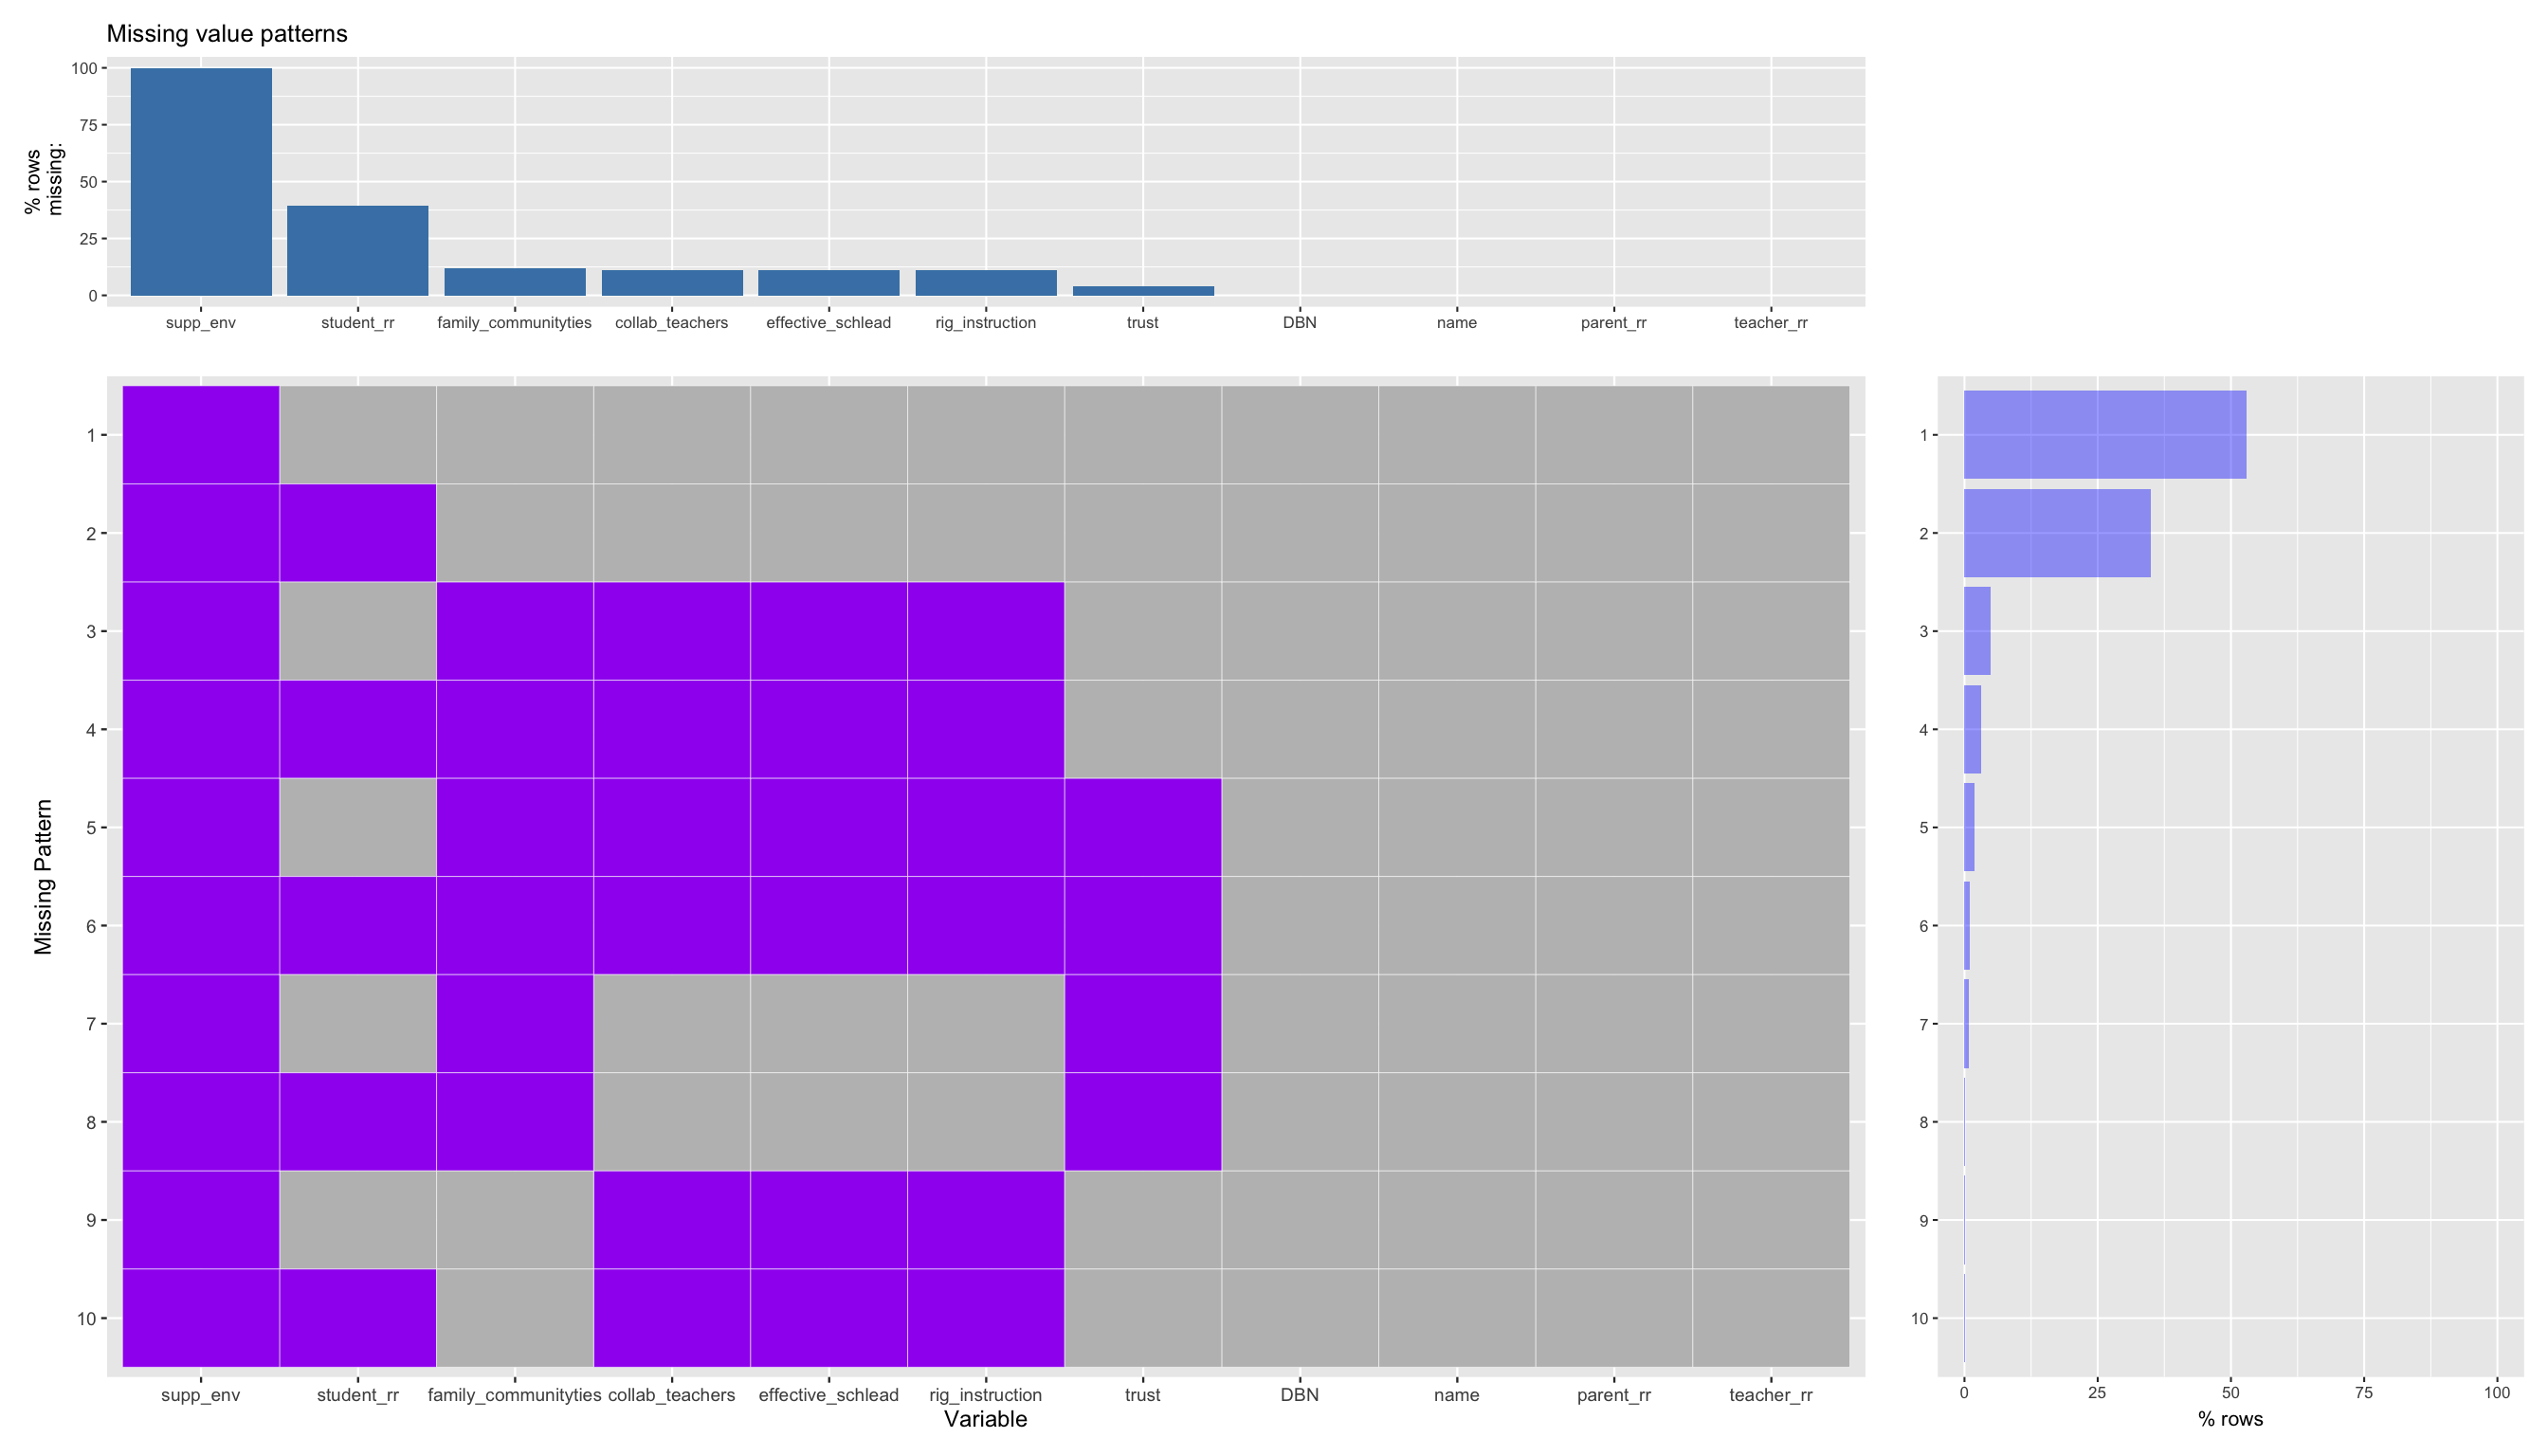 Missing value patterns
% rows
missing:
100
75
50
25
0
supp_env student_rr family_communityties collab_teachers effective_schlead rig_instruction trust DBN name parent_rr teacher_rr
Missing Pattern
1
2
3
4
5
6
7
8
9
10
supp_env student_rr family_communityties collab_teachers effective_schlead rig_instruction trust DBN name parent_rr teacher_rr
Variable
1
2
3
4
5
6
7
8
9
10
0 25 50 75 100
% rows